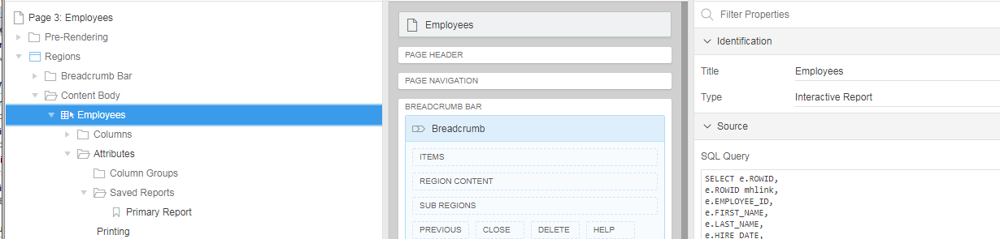 Page 3: Employees
Pre-Rendering
Regions
Breadcrumb Bar
Content Body
Employees
Columns
Attributes
Column Groups
Saved Reports
Primary Report
Printing
Employees
PAGE HEADER
PAGE NAVIGATION
BREADCRUMB BAR
Breadcrumb
ITEMS
REGION CONTENT
SUB REGIONS
PREVIOUS CLOSE DELETE HELP
Filter Properties
Identification
Title Employees
Type Interactive Report
Source
SQL Query
SELECT e.ROWID,
e.ROWID mhlink,
e.EMPLOYEE_ID,
e.FIRST_NAME,
e.LAST_NAME,
e.HIRE_DATE,